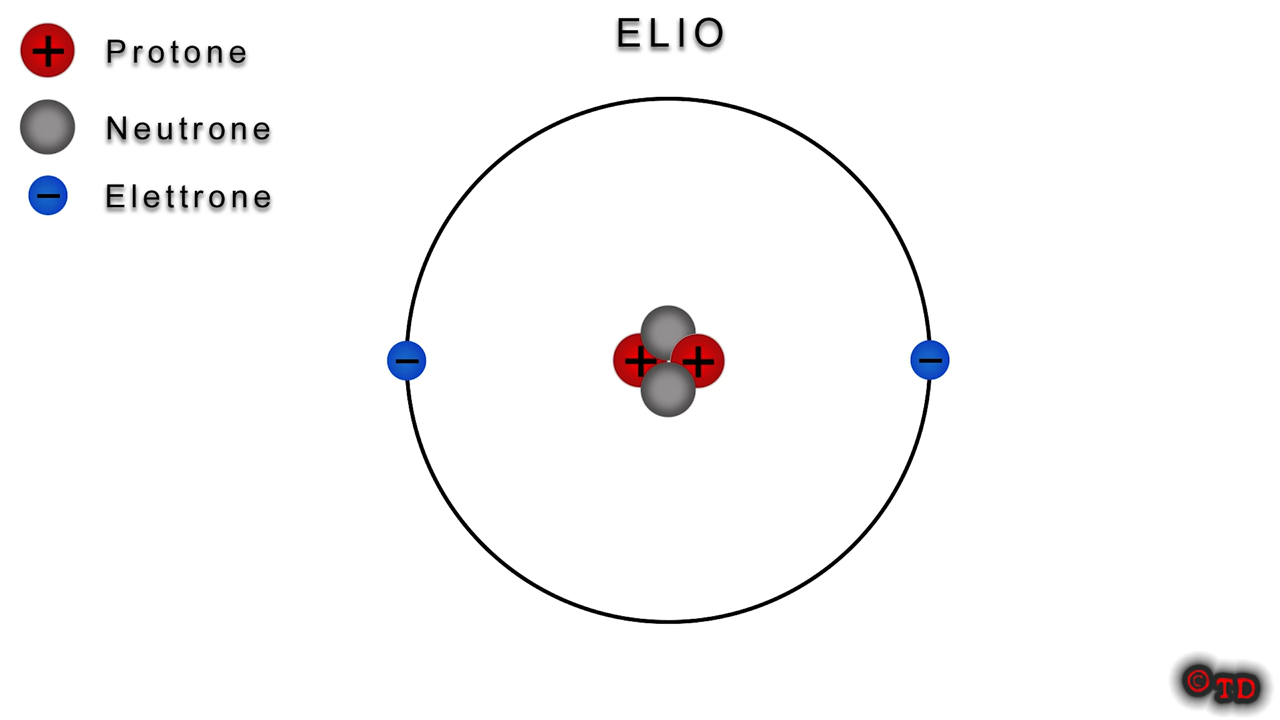 ELIO
+ Protone
Neutrone
− Elettrone
− + + −
© TD